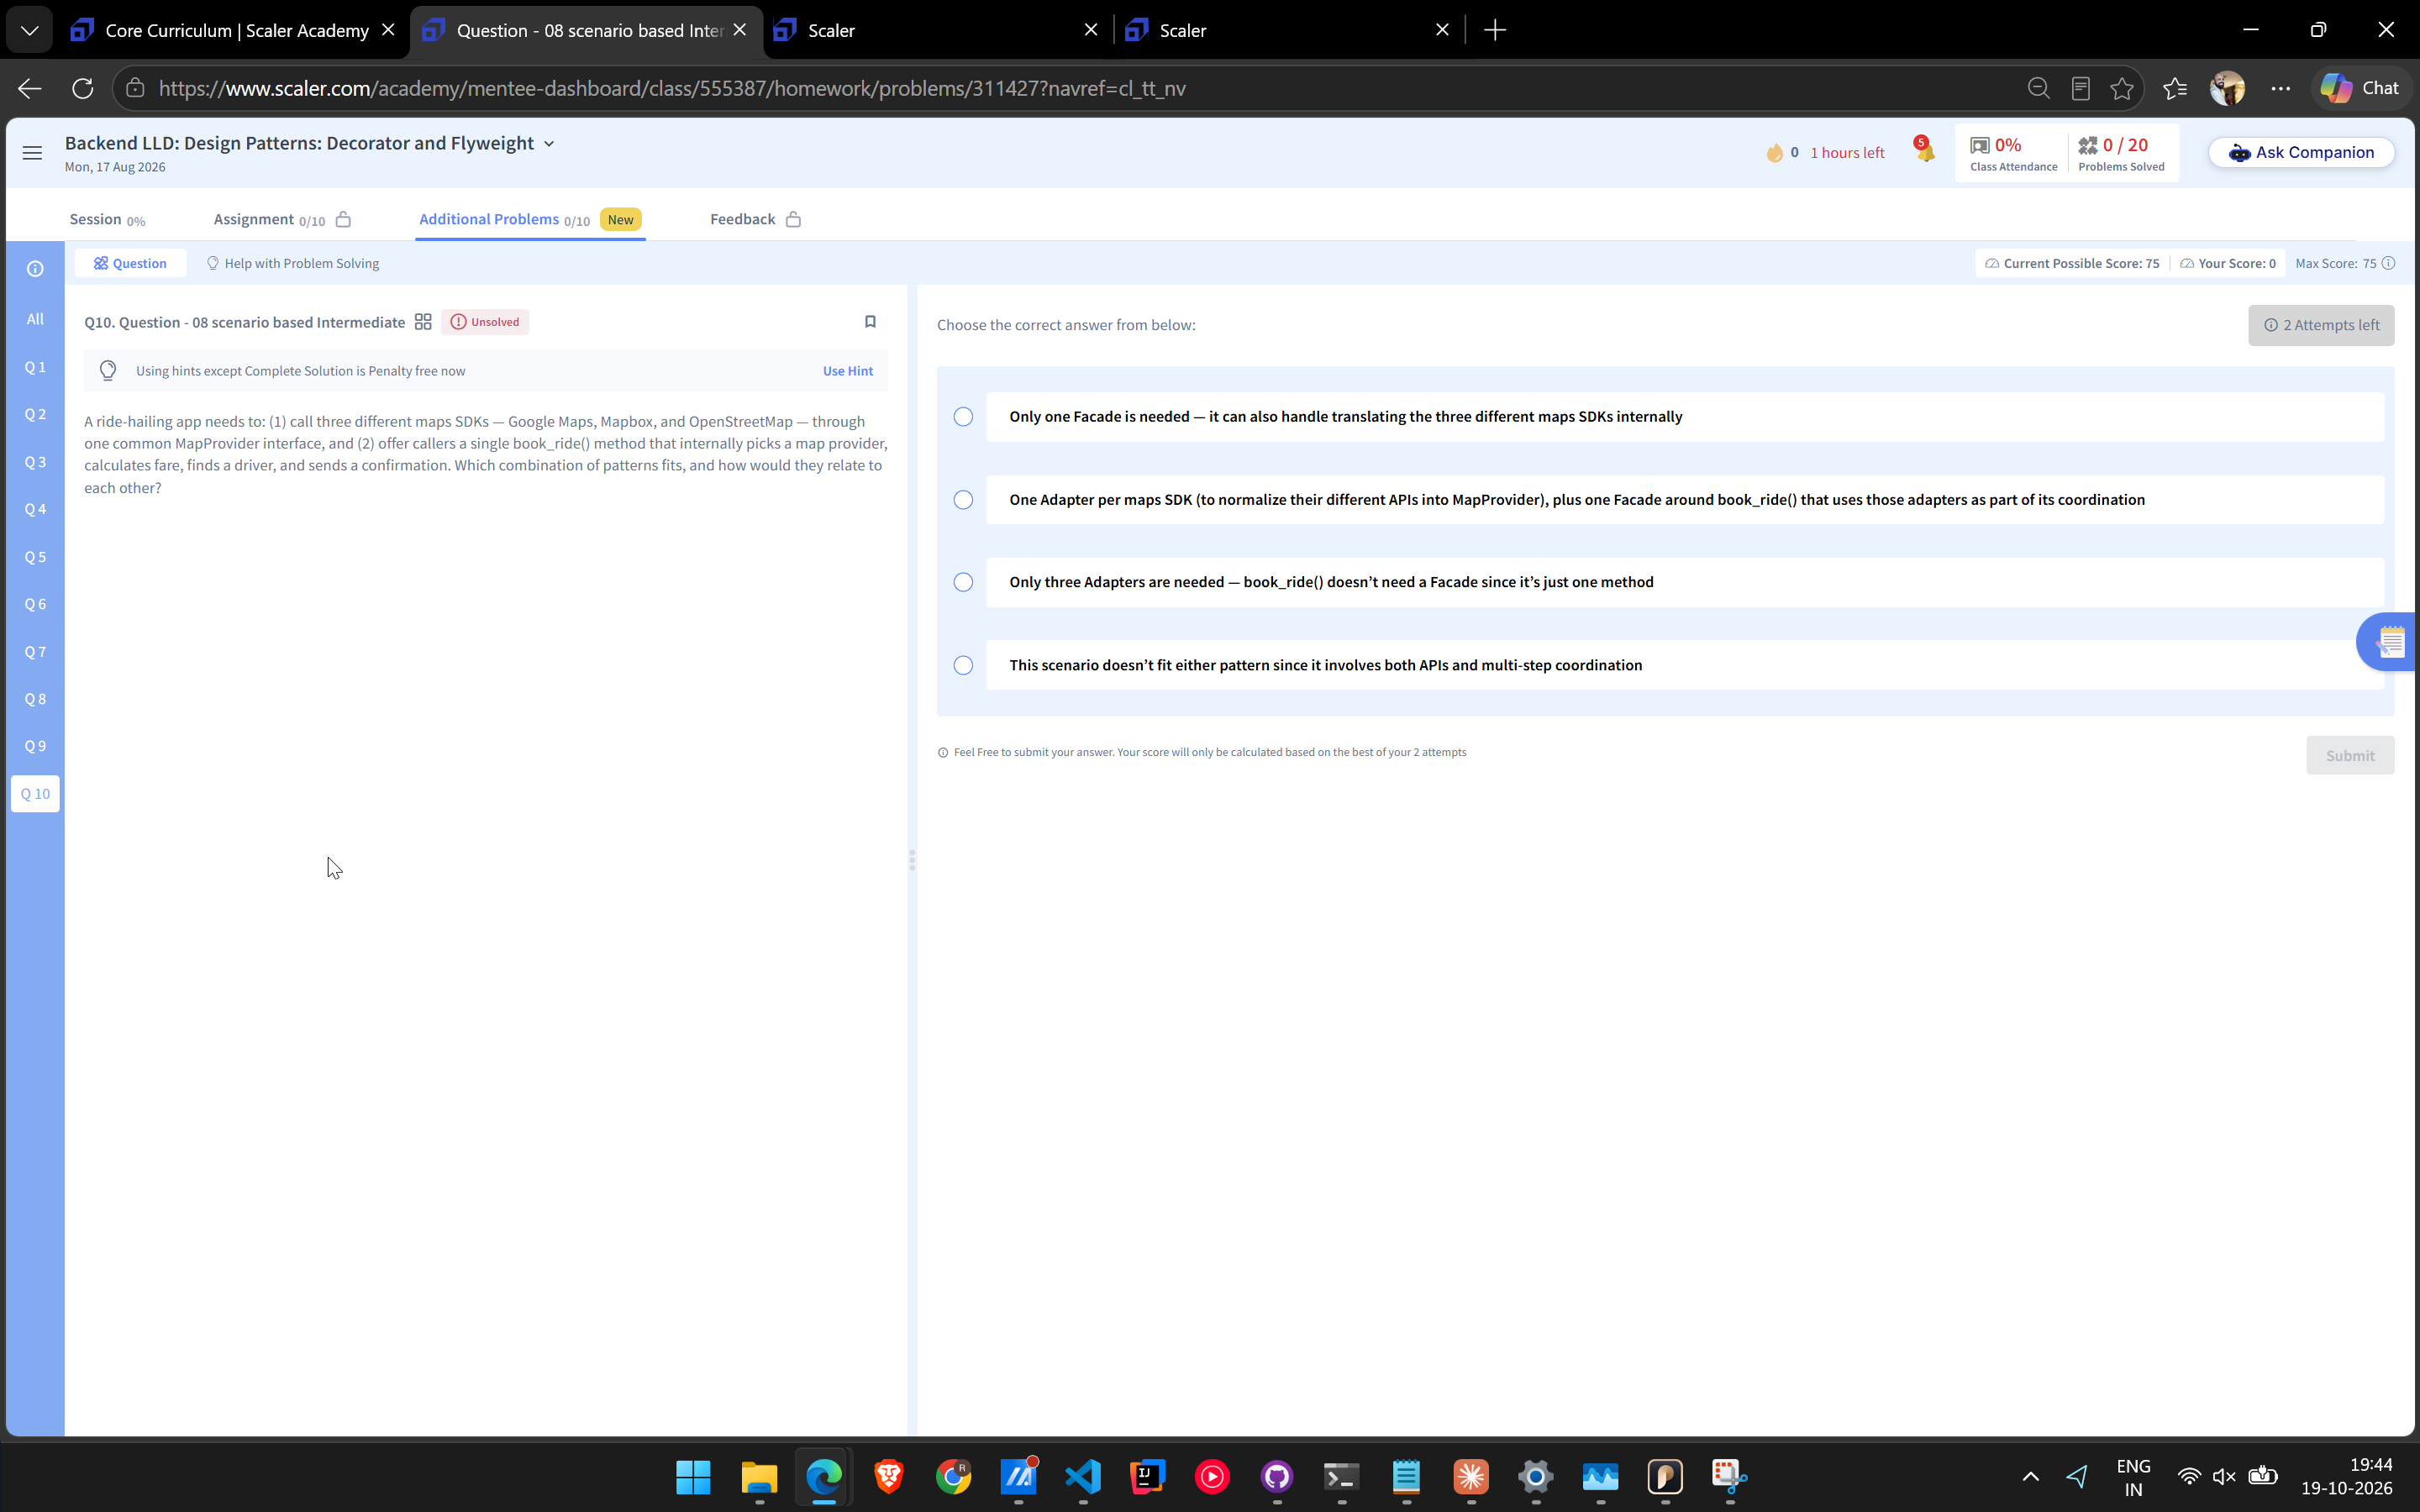 Core Curriculum | Scaler Academy
Question - 08 scenario based Inter
Scaler
Scaler
https://www.scaler.com/academy/mentee-dashboard/class/555387/homework/problems/311427?navref=cl_tt_nv
Chat
Backend LLD: Design Patterns: Decorator and Flyweight
Mon, 17 Aug 2026
0 1 hours left
5
0%
Class Attendance
0 / 20
Problems Solved
Ask Companion
Session 0%
Assignment 0/10
Additional Problems 0/10 New
Feedback
Question
Help with Problem Solving
Current Possible Score: 75
Your Score: 0
Max Score: 75
All
Q 1
Q 2
Q 3
Q 4
Q 5
Q 6
Q 7
Q 8
Q 9
Q 10
Q10. Question - 08 scenario based Intermediate
Unsolved
Using hints except Complete Solution is Penalty free now
Use Hint
A ride-hailing app needs to: (1) call three different maps SDKs — Google Maps, Mapbox, and OpenStreetMap — through
one common MapProvider interface, and (2) offer callers a single book_ride() method that internally picks a map provider,
calculates fare, finds a driver, and sends a confirmation. Which combination of patterns fits, and how would they relate to
each other?
Choose the correct answer from below:
2 Attempts left
Only one Facade is needed — it can also handle translating the three different maps SDKs internally
One Adapter per maps SDK (to normalize their different APIs into MapProvider), plus one Facade around book_ride() that uses those adapters as part of its coordination
Only three Adapters are needed — book_ride() doesn’t need a Facade since it’s just one method
This scenario doesn’t fit either pattern since it involves both APIs and multi-step coordination
Feel Free to submit your answer. Your score will only be calculated based on the best of your 2 attempts
Submit
R
IJ
ENG
IN
19:44
19-10-2026